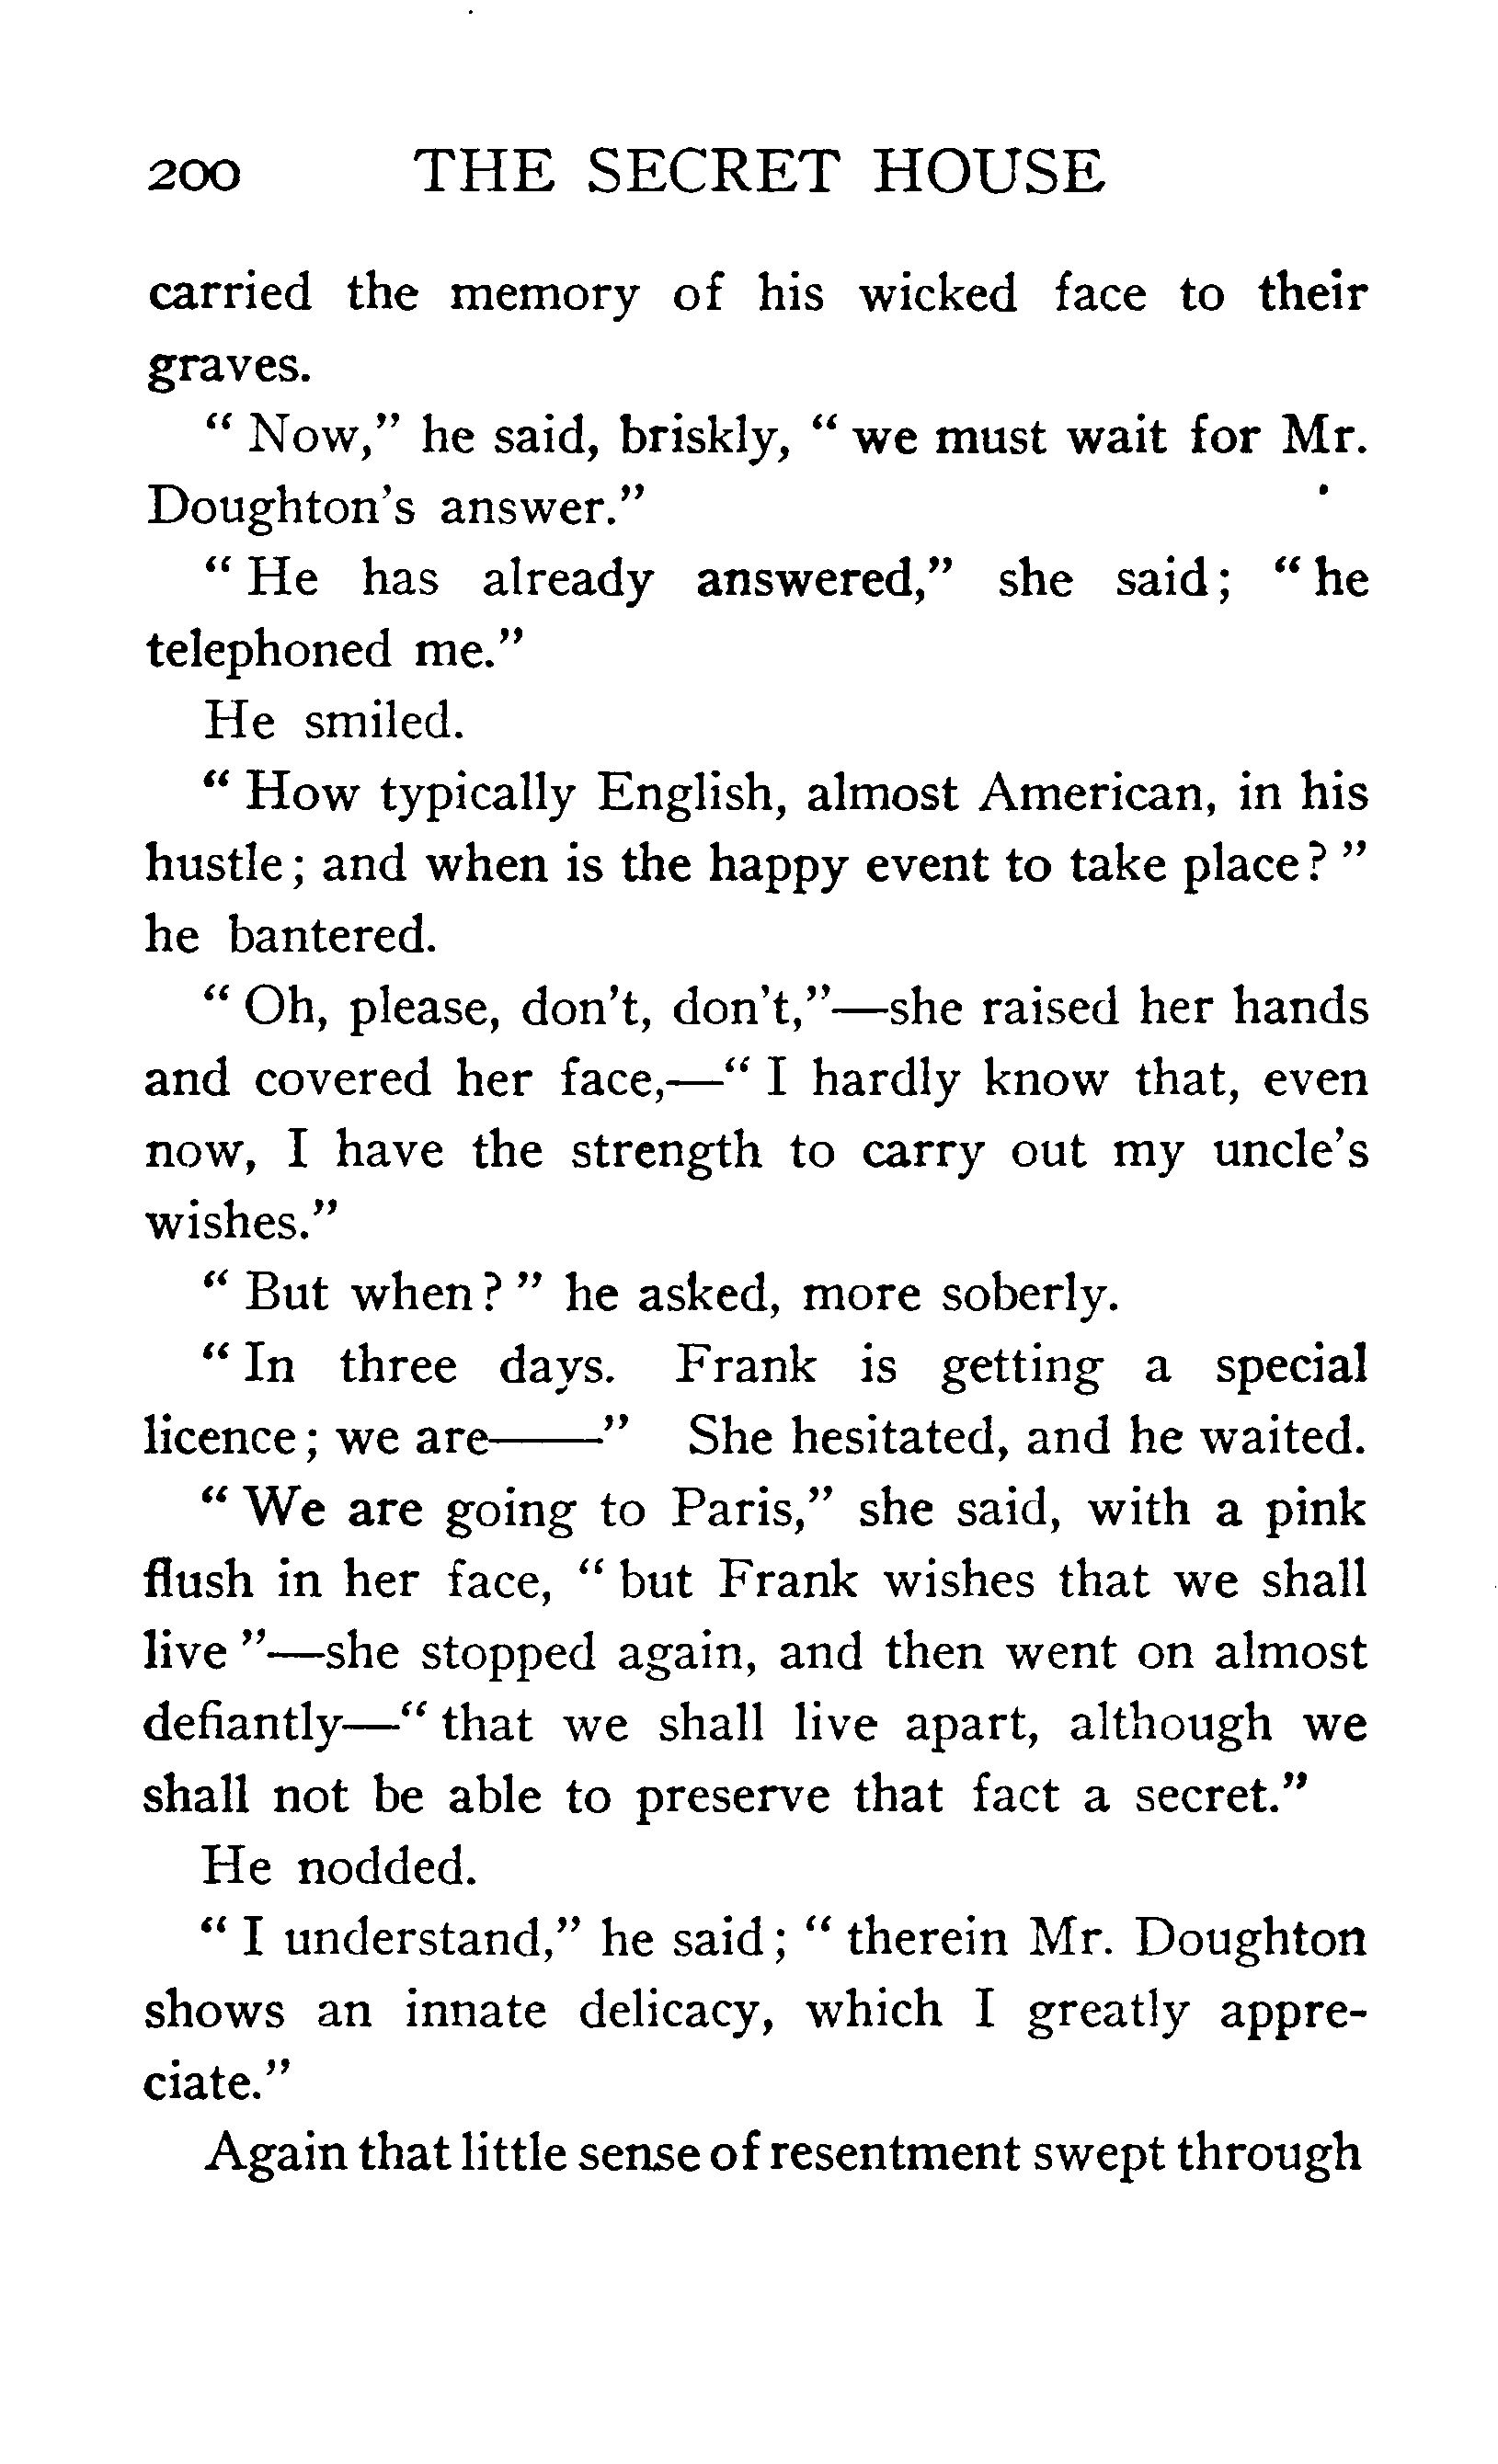 200 THE SECRET HOUSE
carried the memory of his wicked face to their
graves.
“ Now,” he said, briskly, “ we must wait for Mr.
Doughton’s answer.”
“ He has already answered,” she said ; “ he
telephoned me.”
He smiled.
“ How typically English, almost American, in his
hustle ; and when is the happy event to take place ? ”
he bantered.
“ Oh, please, don’t, don’t,”—she raised her hands
and covered her face,—“ I hardly know that, even
now, I have the strength to carry out my uncle’s
wishes.”
“ But when ? ” he asked, more soberly.
“ In three days. Frank is getting a special
licence ; we are——” She hesitated, and he waited.
“ We are going to Paris,” she said, with a pink
flush in her face, “ but Frank wishes that we shall
live ”—she stopped again, and then went on almost
defiantly—“ that we shall live apart, although we
shall not be able to preserve that fact a secret.”
He nodded.
“ I understand,” he said ; “ therein Mr. Doughton
shows an innate delicacy, which I greatly appre-
ciate.”
Again that little sense of resentment swept through